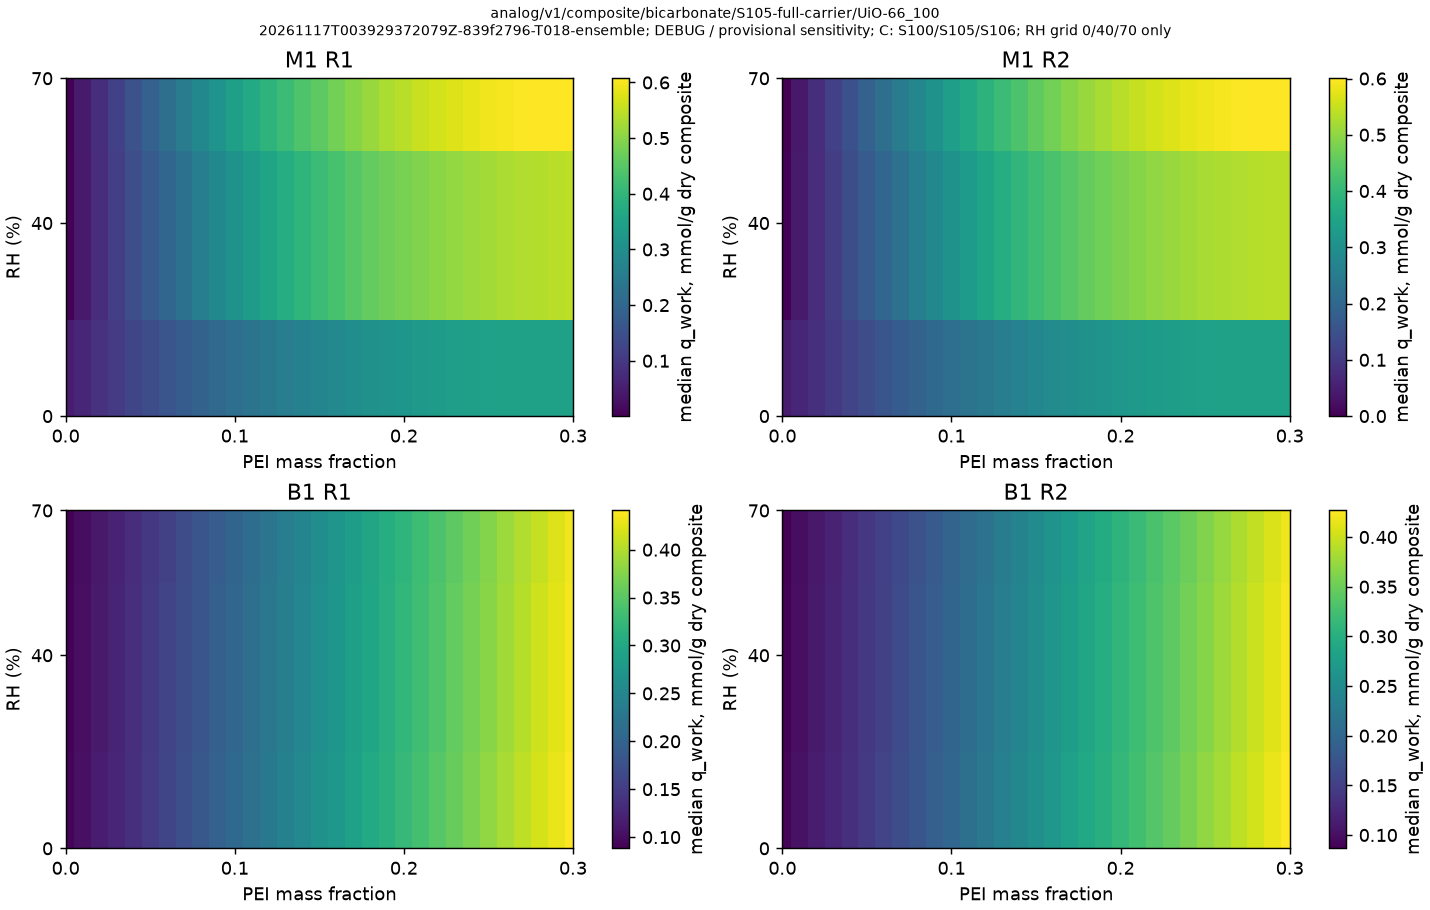 analog/v1/composite/bicarbonate/S105-full-carrier/UiO-66_100
20261117T003929372079Z-839f2796-T018-ensemble; DEBUG / provisional sensitivity; C: S100/S105/S106; RH grid 0/40/70 only
M1 R1
70
40
0
RH (%)
0.0 0.1 0.2 0.3
PEI mass fraction
0.6
0.5
0.4
0.3
0.2
0.1
median q_work, mmol/g dry composite
M1 R2
70
40
0
RH (%)
0.0 0.1 0.2 0.3
PEI mass fraction
0.6
0.5
0.4
0.3
0.2
0.1
0.0
median q_work, mmol/g dry composite
B1 R1
70
40
0
RH (%)
0.0 0.1 0.2 0.3
PEI mass fraction
0.40
0.35
0.30
0.25
0.20
0.15
0.10
median q_work, mmol/g dry composite
B1 R2
70
40
0
RH (%)
0.0 0.1 0.2 0.3
PEI mass fraction
0.40
0.35
0.30
0.25
0.20
0.15
0.10
median q_work, mmol/g dry composite